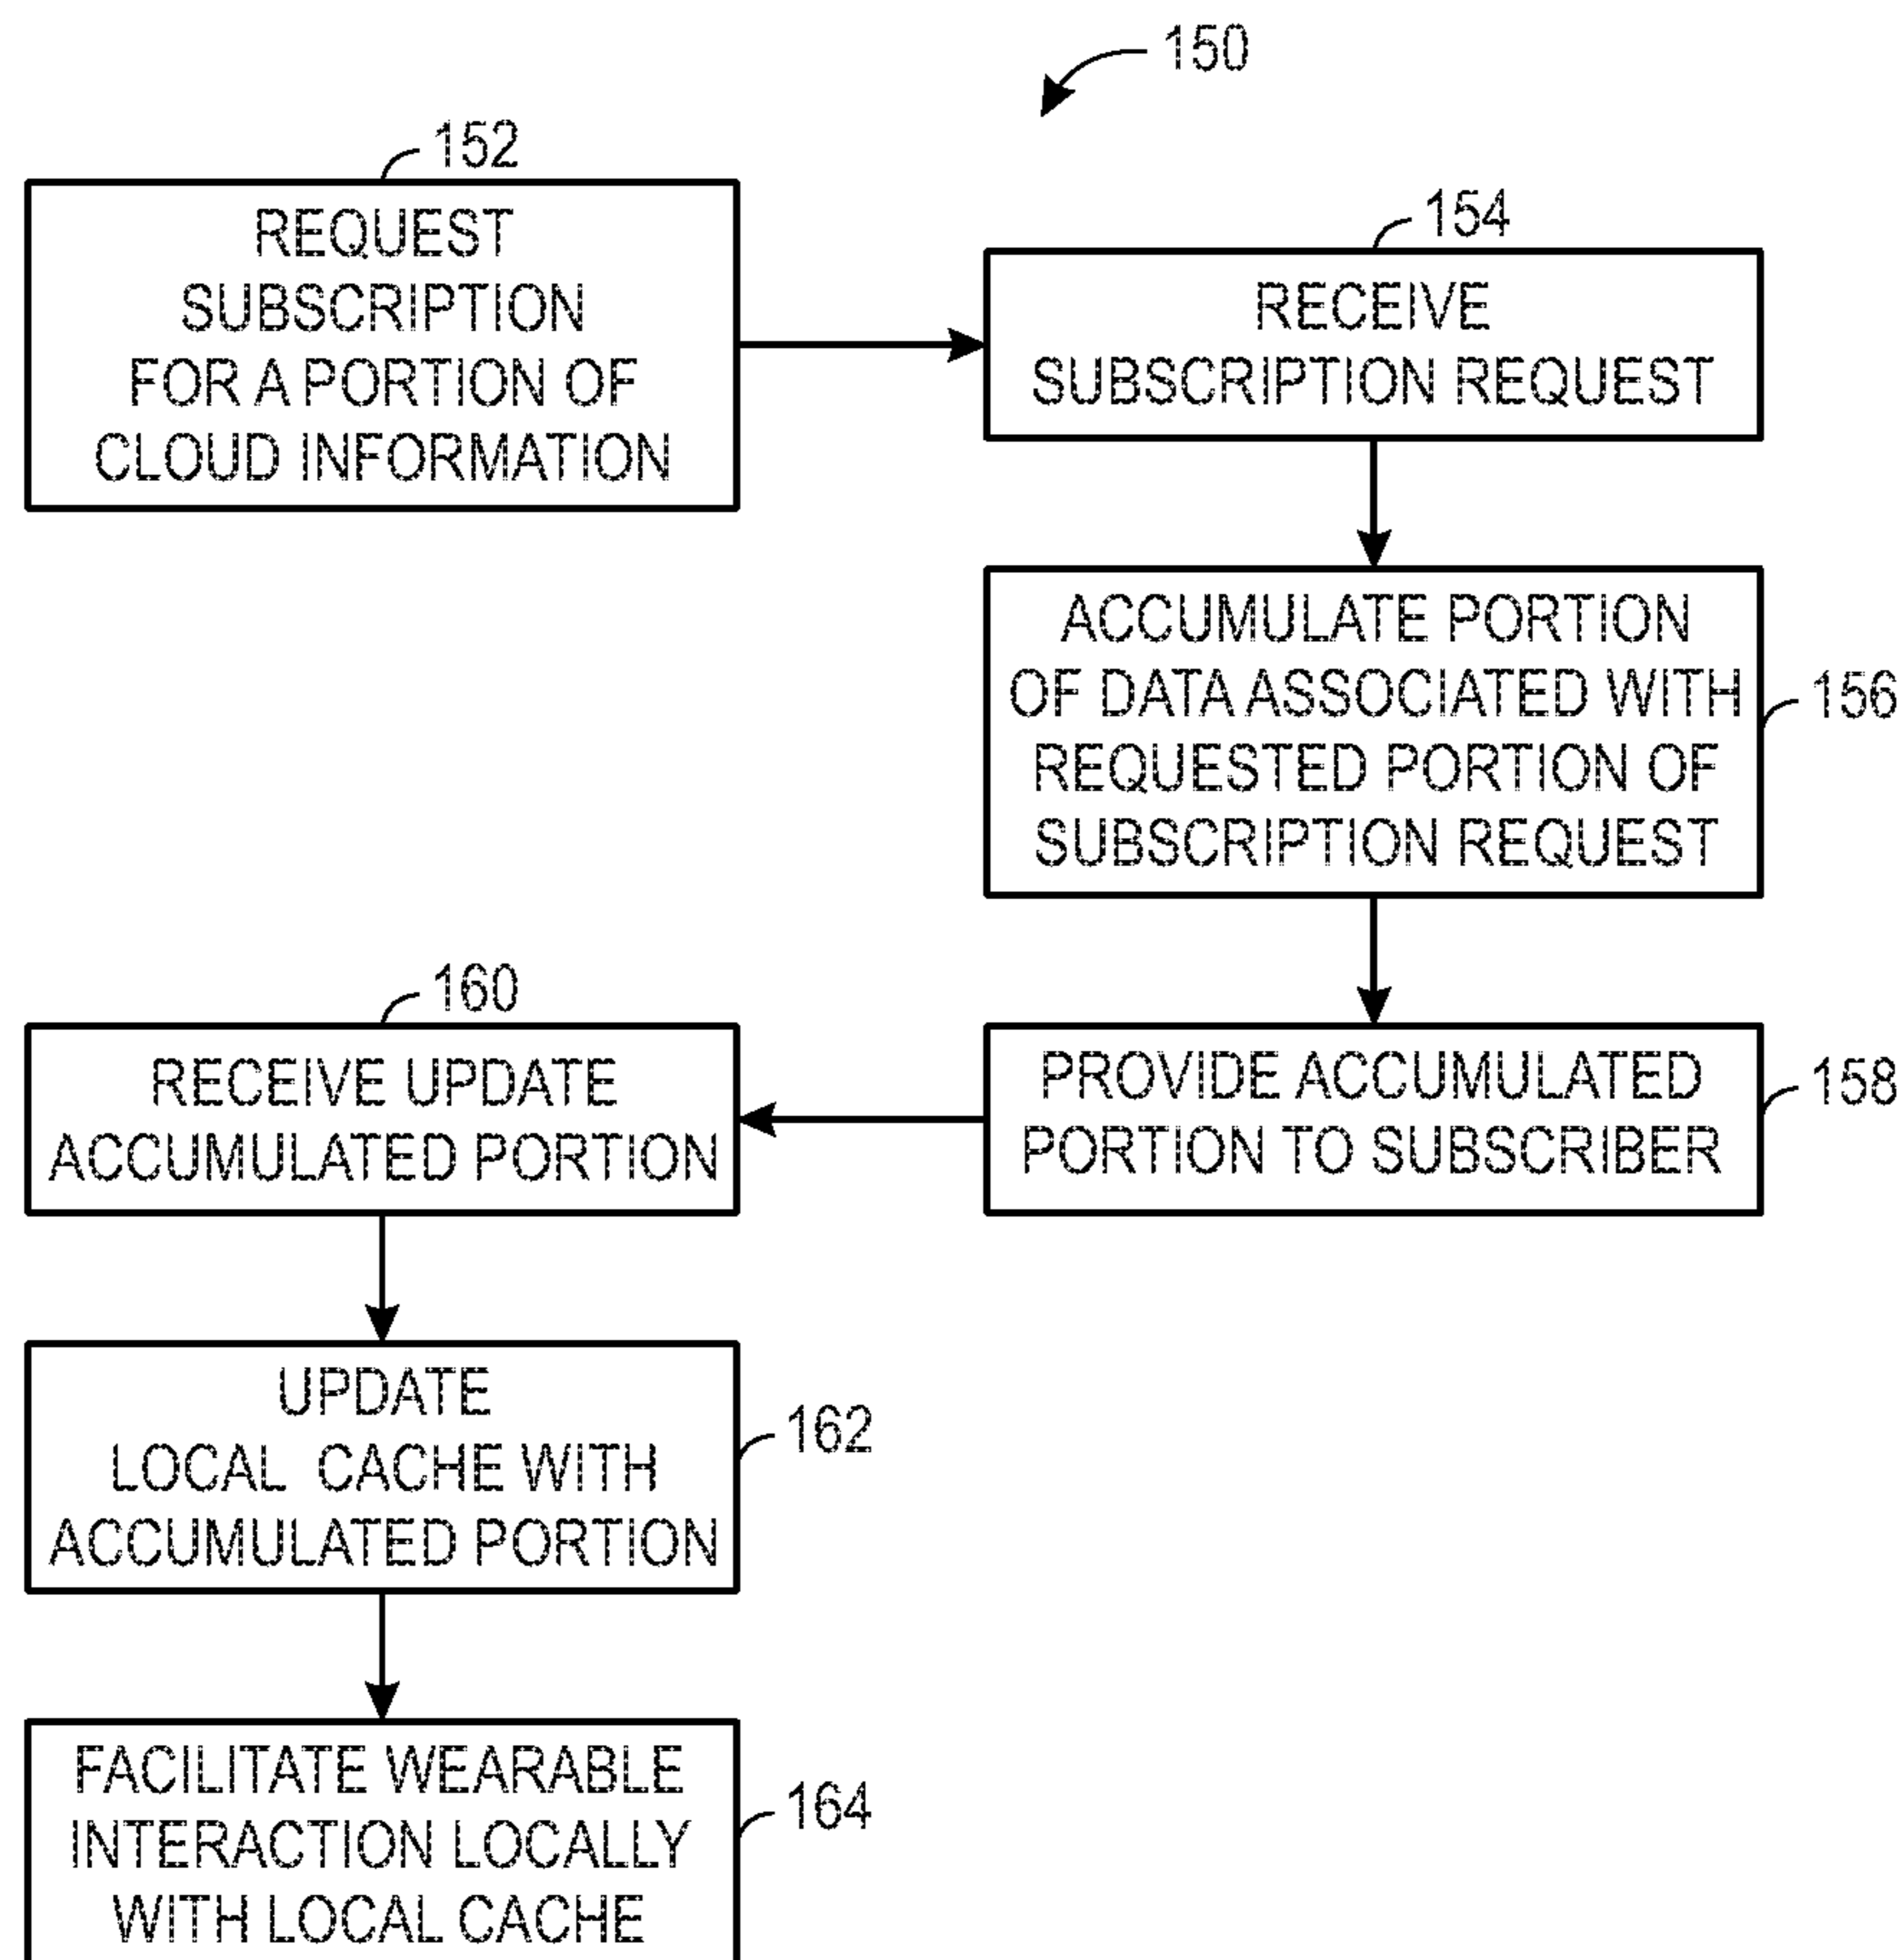 150
152
REQUEST
SUBSCRIPTION
FOR A PORTION OF
CLOUD INFORMATION
154
RECEIVE
SUBSCRIPTION REQUEST
ACCUMULATE PORTION
OF DATA ASSOCIATED WITH
REQUESTED PORTION OF
SUBSCRIPTION REQUEST
156
PROVIDE ACCUMULATED
PORTION TO SUBSCRIBER
158
160
RECEIVE UPDATE
ACCUMULATED PORTION
UPDATE
LOCAL CACHE WITH
ACCUMULATED PORTION
162
FACILITATE WEARABLE
INTERACTION LOCALLY
WITH LOCAL CACHE
164